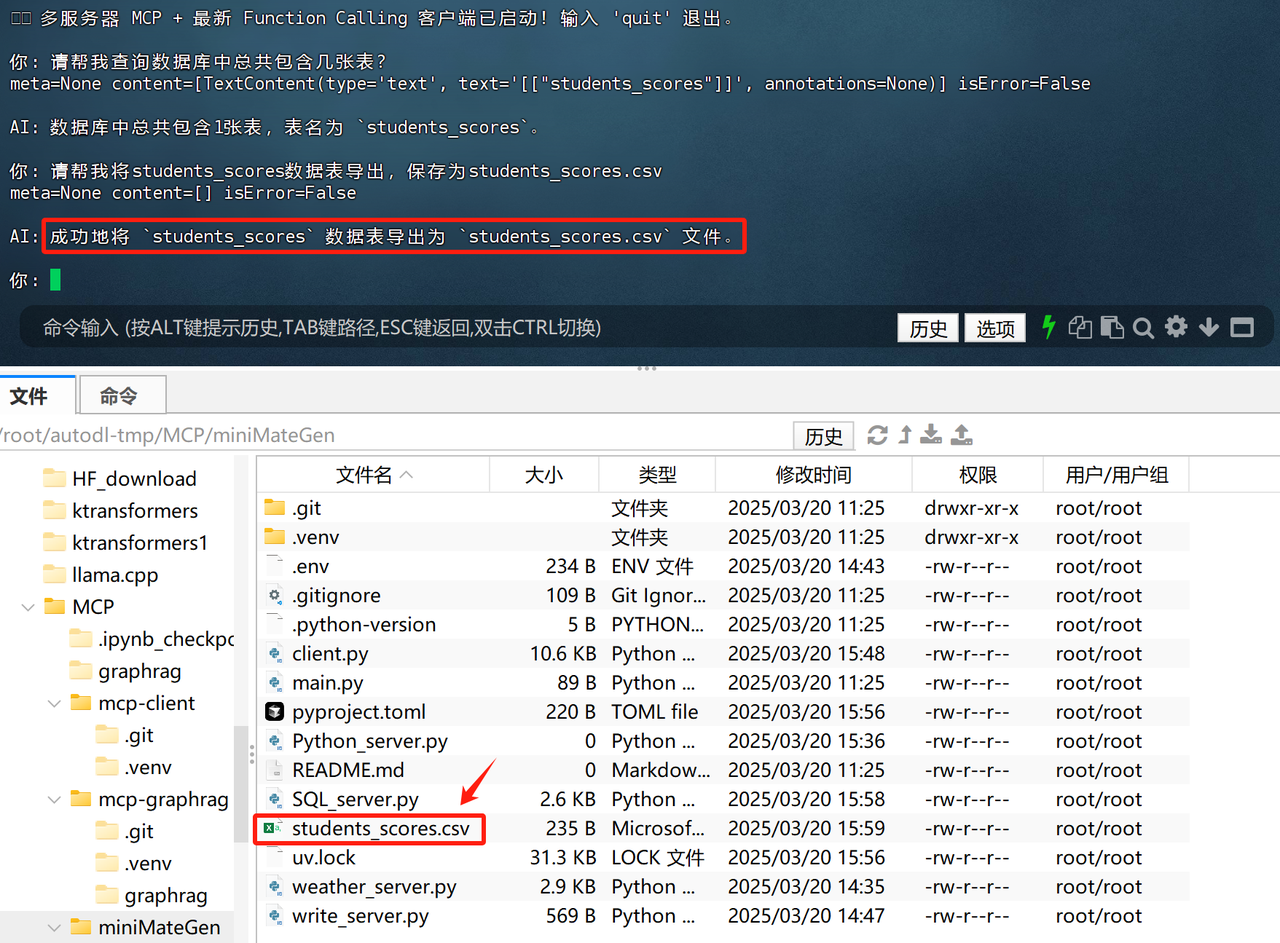 多服务器 MCP + 最新 Function Calling 客户端已启动！输入 'quit' 退出。
你: 请帮我查询数据库中总共包含几张表？
meta=None content=[TextContent(type='text', text='[["students_scores"]]', annotations=None)] isError=False
AI: 数据库中总共包含1张表，表名为 `students_scores`。
你: 请帮我将students_scores数据表导出，保存为students_scores.csv
meta=None content=[] isError=False
AI: 成功地将 `students_scores` 数据表导出为 `students_scores.csv` 文件。
你:
命令输入 (按ALT键提示历史,TAB键路径,ESC键返回,双击CTRL切换) 历史 选项
文件 命令
/root/autodl-tmp/MCP/miniMateGen 历史
HF_download
ktransformers
ktransformers1
llama.cpp
MCP
.ipynb_checkpo
graphrag
mcp-client
.git
.venv
mcp-graphrag
.git
.venv
graphrag
miniMateGen
文件名 大小 类型 修改时间 权限 用户/用户组
.git 文件夹 2025/03/20 11:25 drwxr-xr-x root/root
.venv 文件夹 2025/03/20 11:25 drwxr-xr-x root/root
.env 234 B ENV 文件 2025/03/20 14:43 -rw-r--r-- root/root
.gitignore 109 B Git Ignor... 2025/03/20 11:25 -rw-r--r-- root/root
.python-version 5 B PYTHON... 2025/03/20 11:25 -rw-r--r-- root/root
client.py 10.6 KB Python ... 2025/03/20 15:48 -rw-r--r-- root/root
main.py 89 B Python ... 2025/03/20 11:25 -rw-r--r-- root/root
pyproject.toml 220 B TOML file 2025/03/20 15:56 -rw-r--r-- root/root
Python_server.py 0 Python ... 2025/03/20 15:36 -rw-r--r-- root/root
README.md 0 Markdow... 2025/03/20 11:25 -rw-r--r-- root/root
SQL_server.py 2.6 KB Python ... 2025/03/20 15:58 -rw-r--r-- root/root
students_scores.csv 235 B Microsof... 2025/03/20 15:59 -rw-r--r-- root/root
uv.lock 31.3 KB LOCK 文件 2025/03/20 15:56 -rw-r--r-- root/root
weather_server.py 2.9 KB Python ... 2025/03/20 14:35 -rw-r--r-- root/root
write_server.py 569 B Python ... 2025/03/20 14:47 -rw-r--r-- root/root